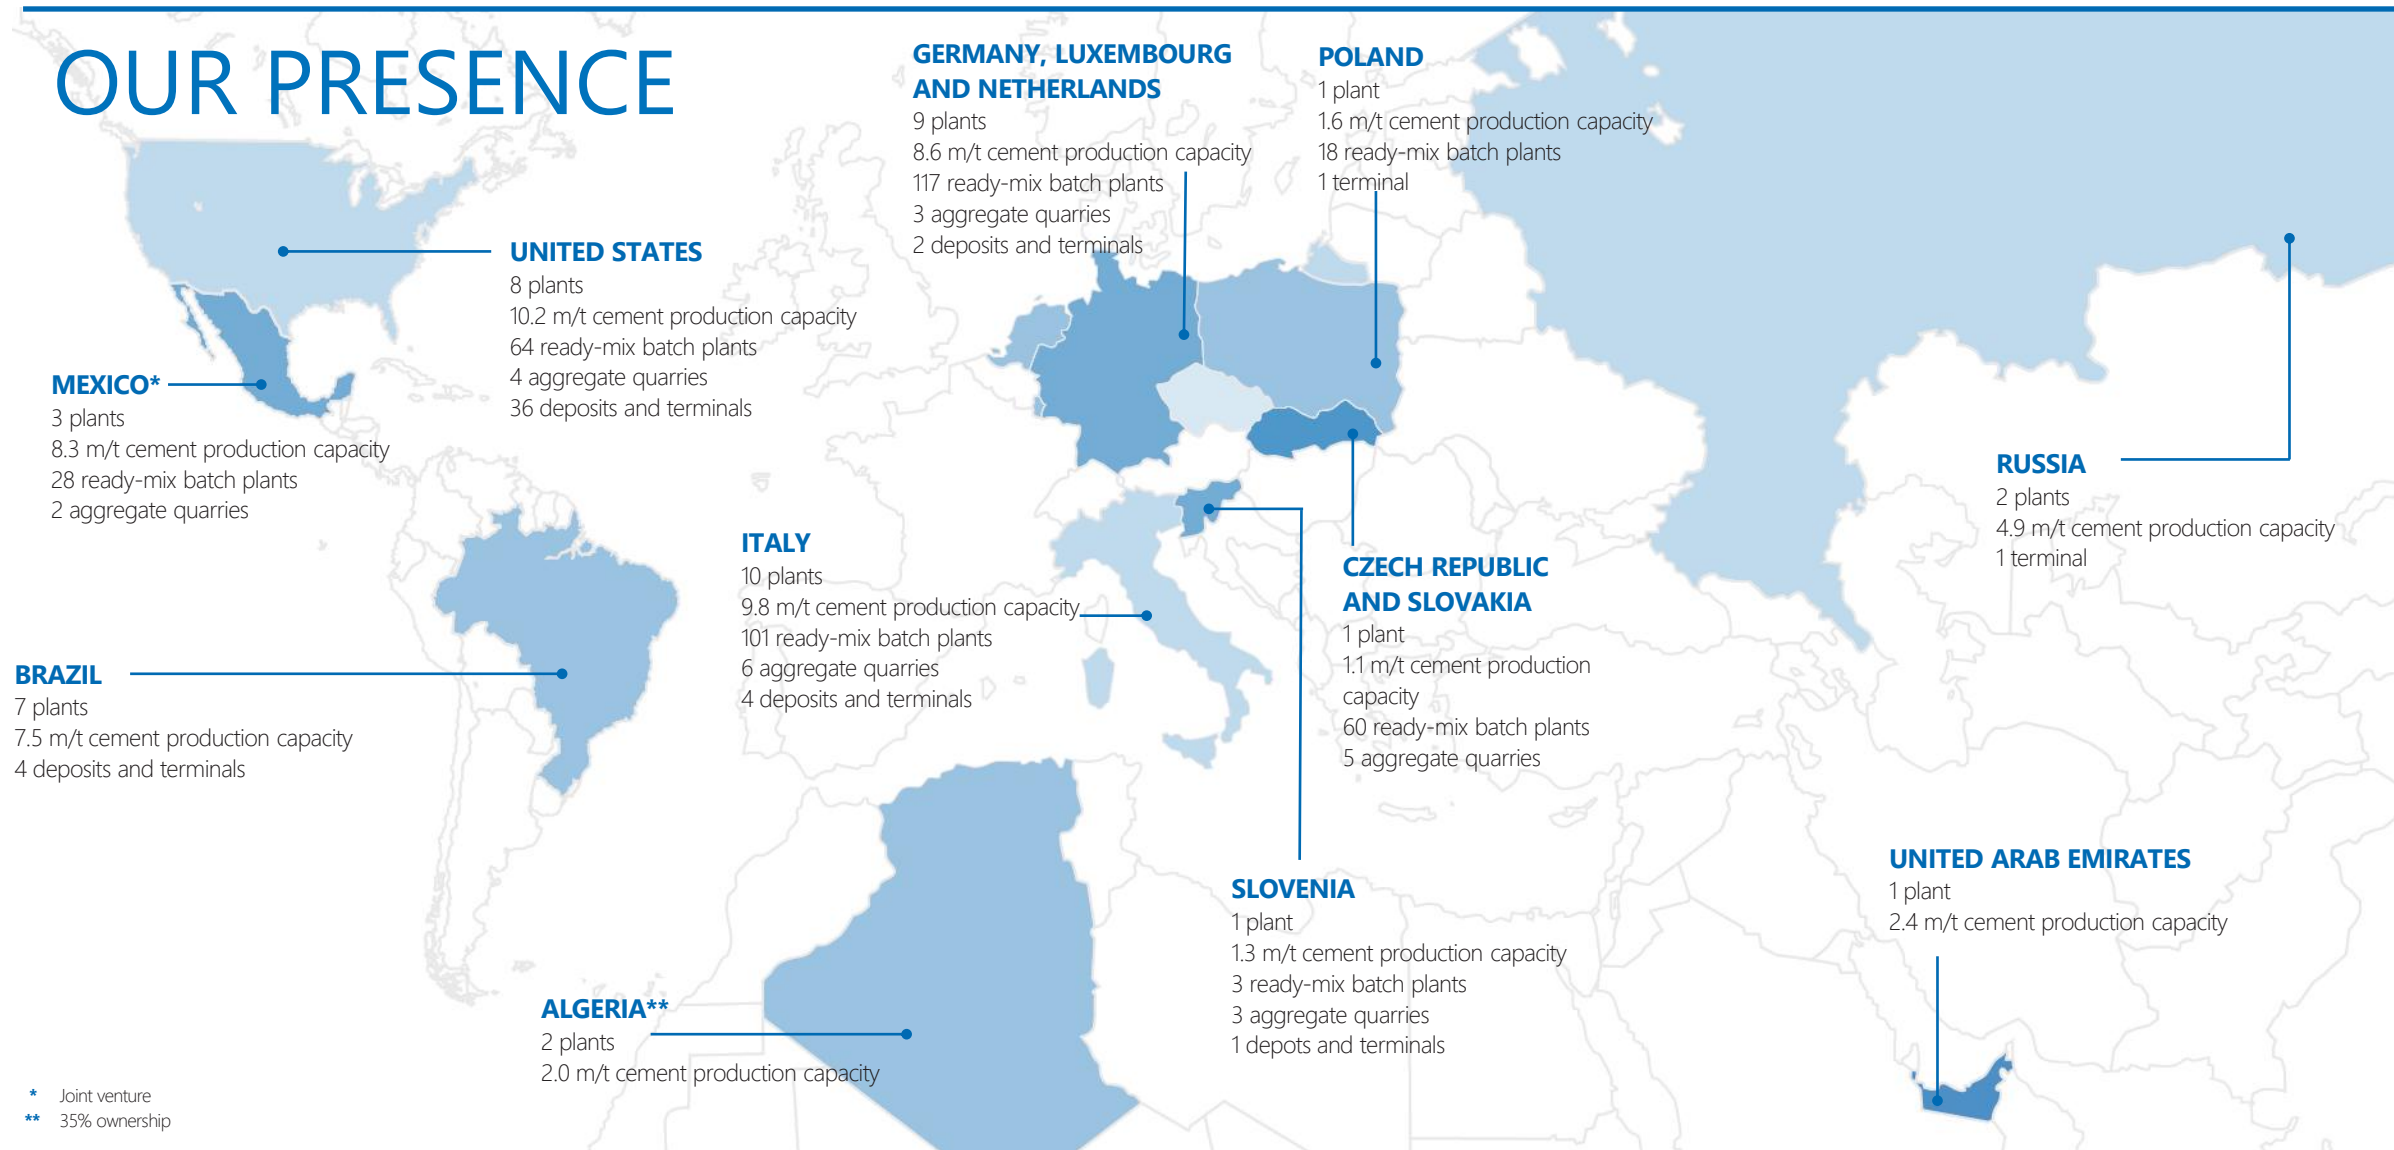 OUR PRESENCE
GERMANY, LUXEMBOURG
AND NETHERLANDS
9 plants
8.6 m/t cement production capacity
117 ready-mix batch plants
3 aggregate quarries
2 deposits and terminals
POLAND
1 plant
1.6 m/t cement production capacity
18 ready-mix batch plants
1 terminal
UNITED STATES
8 plants
10.2 m/t cement production capacity
64 ready-mix batch plants
4 aggregate quarries
36 deposits and terminals
MEXICO*
3 plants
8.3 m/t cement production capacity
28 ready-mix batch plants
2 aggregate quarries
RUSSIA
2 plants
4.9 m/t cement production capacity
1 terminal
ITALY
10 plants
9.8 m/t cement production capacity
101 ready-mix batch plants
6 aggregate quarries
4 deposits and terminals
CZECH REPUBLIC
AND SLOVAKIA
1 plant
1.1 m/t cement production
capacity
60 ready-mix batch plants
5 aggregate quarries
BRAZIL
7 plants
7.5 m/t cement production capacity
4 deposits and terminals
SLOVENIA
1 plant
1.3 m/t cement production capacity
3 ready-mix batch plants
3 aggregate quarries
1 depots and terminals
UNITED ARAB EMIRATES
1 plant
2.4 m/t cement production capacity
ALGERIA**
2 plants
2.0 m/t cement production capacity
* Joint venture
** 35% ownership